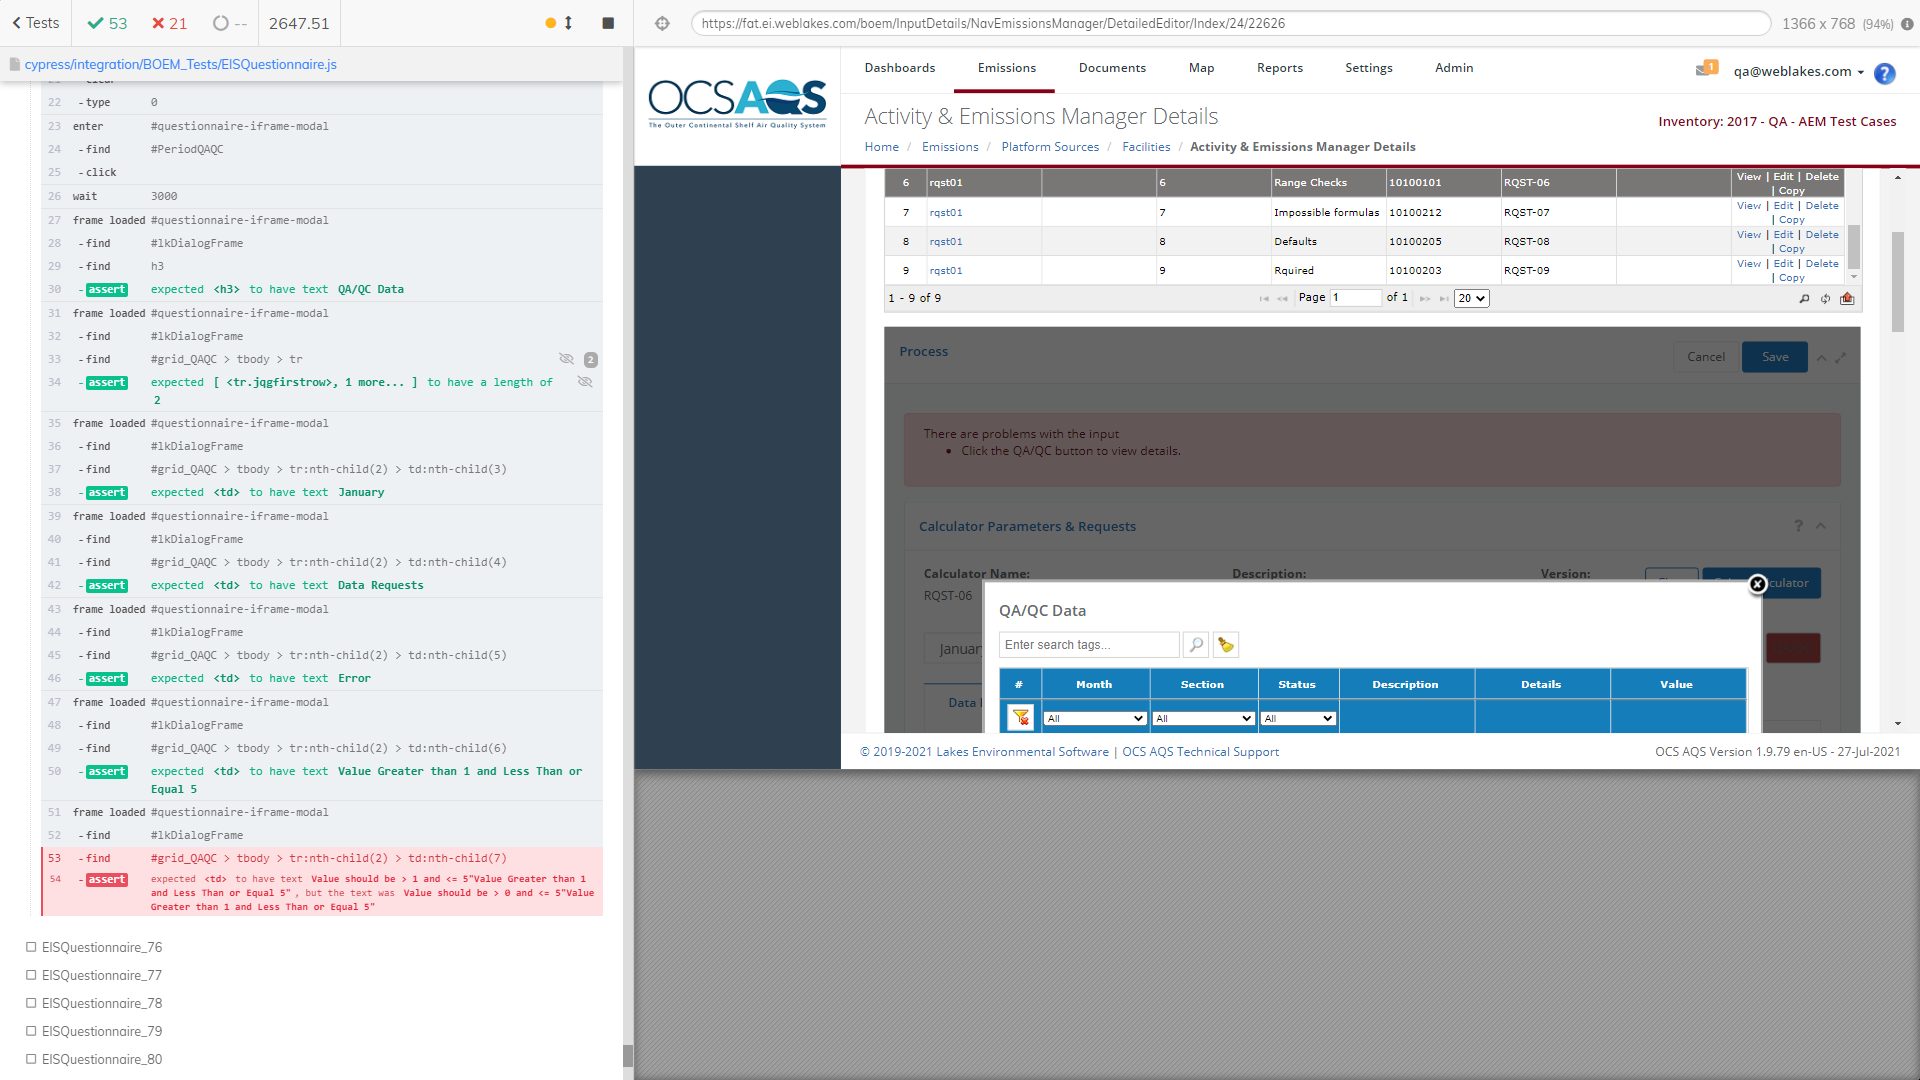 Tests
53
21
--
2647.51
cypress/integration/BOEM_Tests/EISQuestionnaire.js
22 -type 0
23 enter #questionnaire-iframe-modal
24 -find #PeriodQAQC
25 -click
26 wait 3000
27 frame loaded #questionnaire-iframe-modal
28 -find #lkDialogFrame
29 -find h3
30 -assert expected <h3> to have text QA/QC Data
31 frame loaded #questionnaire-iframe-modal
32 -find #lkDialogFrame
33 -find #grid_QAQC > tbody > tr 2
34 -assert expected [ <tr.jqgfirstrow>, 1 more... ] to have a length of
2
35 frame loaded #questionnaire-iframe-modal
36 -find #lkDialogFrame
37 -find #grid_QAQC > tbody > tr:nth-child(2) > td:nth-child(3)
38 -assert expected <td> to have text January
39 frame loaded #questionnaire-iframe-modal
40 -find #lkDialogFrame
41 -find #grid_QAQC > tbody > tr:nth-child(2) > td:nth-child(4)
42 -assert expected <td> to have text Data Requests
43 frame loaded #questionnaire-iframe-modal
44 -find #lkDialogFrame
45 -find #grid_QAQC > tbody > tr:nth-child(2) > td:nth-child(5)
46 -assert expected <td> to have text Error
47 frame loaded #questionnaire-iframe-modal
48 -find #lkDialogFrame
49 -find #grid_QAQC > tbody > tr:nth-child(2) > td:nth-child(6)
50 -assert expected <td> to have text Value Greater than 1 and Less Than or
Equal 5
51 frame loaded #questionnaire-iframe-modal
52 -find #lkDialogFrame
53 -find #grid_QAQC > tbody > tr:nth-child(2) > td:nth-child(7)
54 -assert expected <td> to have text Value should be > 1 and <= 5"Value Greater than 1
and Less Than or Equal 5" , but the text was Value should be > 0 and <= 5"Value
Greater than 1 and Less Than or Equal 5"
EISQuestionnaire_76
EISQuestionnaire_77
EISQuestionnaire_78
EISQuestionnaire_79
EISQuestionnaire_80
https://fat.ei.weblakes.com/boem/InputDetails/NavEmissionsManager/DetailedEditor/Index/24/22626
1366 x 768 (94%)
OCSAQS
The Outer Continental Shelf Air Quality System
Dashboards Emissions Documents Map Reports Settings Admin
1 qa@weblakes.com ?
Activity & Emissions Manager Details
Inventory: 2017 - QA - AEM Test Cases
Home / Emissions / Platform Sources / Facilities / Activity & Emissions Manager Details
6 rqst01 6 Range Checks 10100101 RQST-06 View | Edit | Delete
| Copy
7 rqst01 7 Impossible formulas 10100212 RQST-07 View | Edit | Delete
| Copy
8 rqst01 8 Defaults 10100205 RQST-08 View | Edit | Delete
| Copy
9 rqst01 9 Rquired 10100203 RQST-09 View | Edit | Delete
| Copy
1 - 9 of 9 Page 1 of 1 20
Process Cancel Save
There are problems with the input
• Click the QA/QC button to view details.
Calculator Parameters & Requests ?
Calculator Name: Description: Version:
RQST-06 culator
Januar
Data
QA/QC Data
Enter search tags...
# Month Section Status Description Details Value
All All All
© 2019-2021 Lakes Environmental Software | OCS AQS Technical Support
OCS AQS Version 1.9.79 en-US - 27-Jul-2021